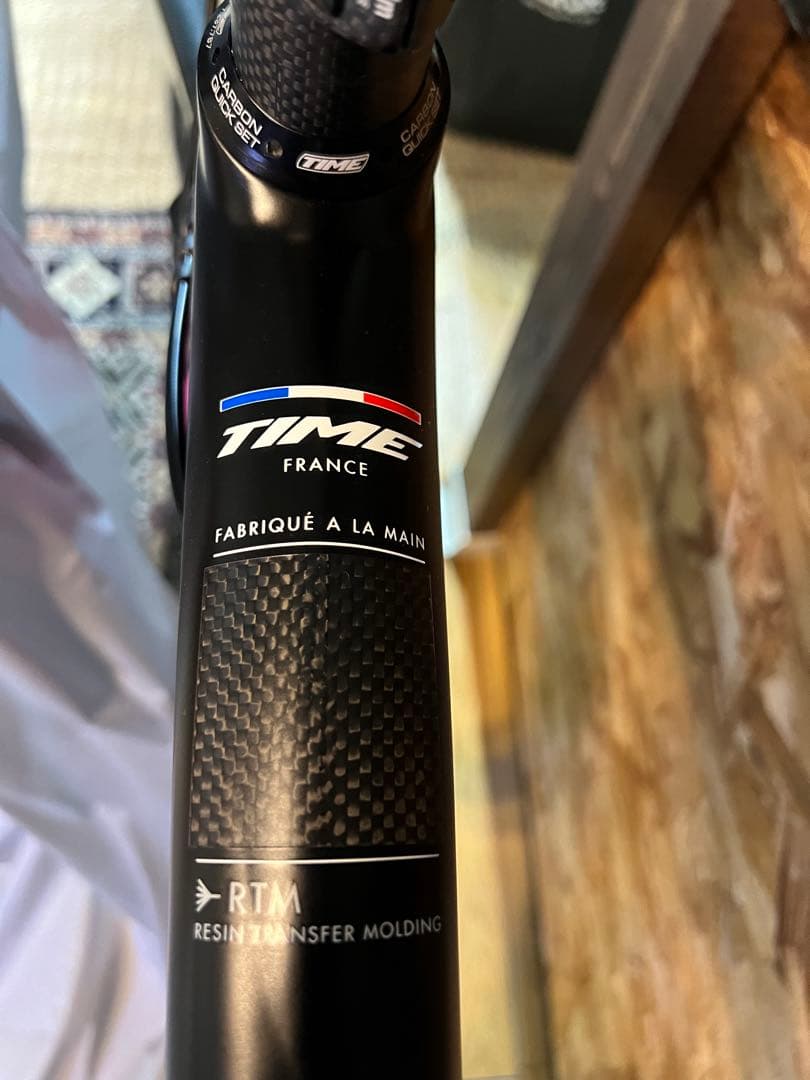 CARBON
QUICK SET
CARBON
QUICK SET
TIME
TIME
FRANCE
FABRIQUÉ A LA MAIN
RTM
RESIN TRANSFER MOLDING